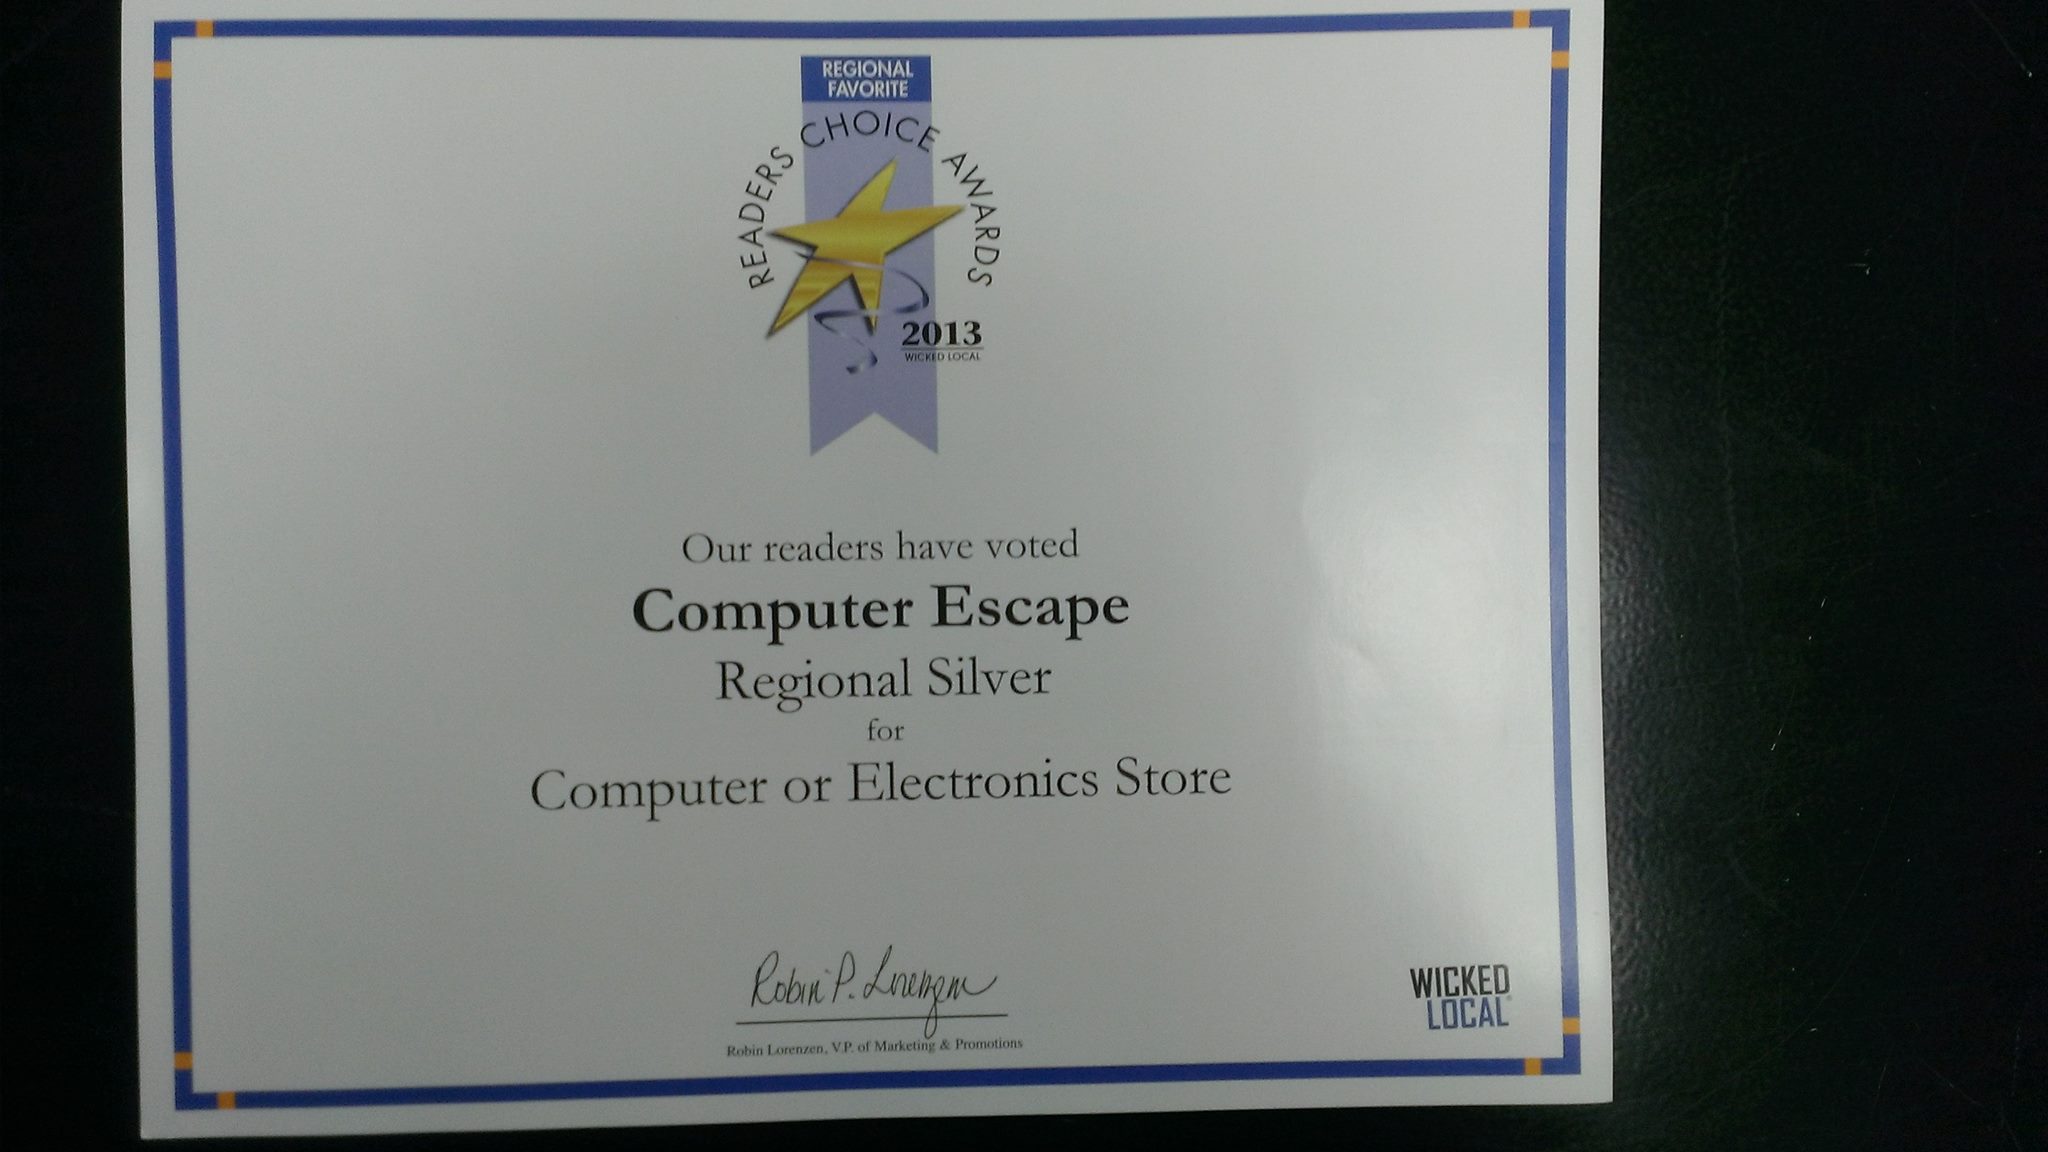 REGIONAL
FAVORITE
READERS CHOICE AWARDS
2013
WICKED LOCAL
Our readers have voted
Computer Escape
Regional Silver
for
Computer or Electronics Store
Robin P. Lorenzen
Robin Lorenzen, V.P. of Marketing & Promotions
WICKED
LOCAL®